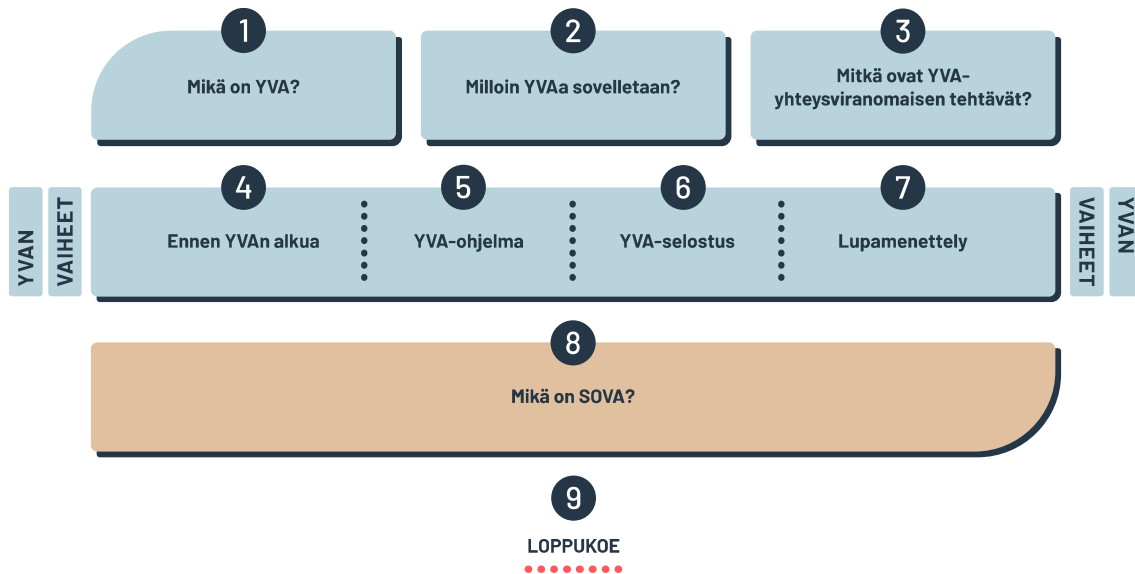 1
Mikä on YVA?
2
Milloin YVAa sovelletaan?
3
Mitkä ovat YVA-
yhteysviranomaisen tehtävät?
YVAN
VAIHEET
4
Ennen YVAn alkua
5
YVA-ohjelma
6
YVA-selostus
7
Lupamenettely
VAIHEET
YVAN
8
Mikä on SOVA?
9
LOPPUKOE